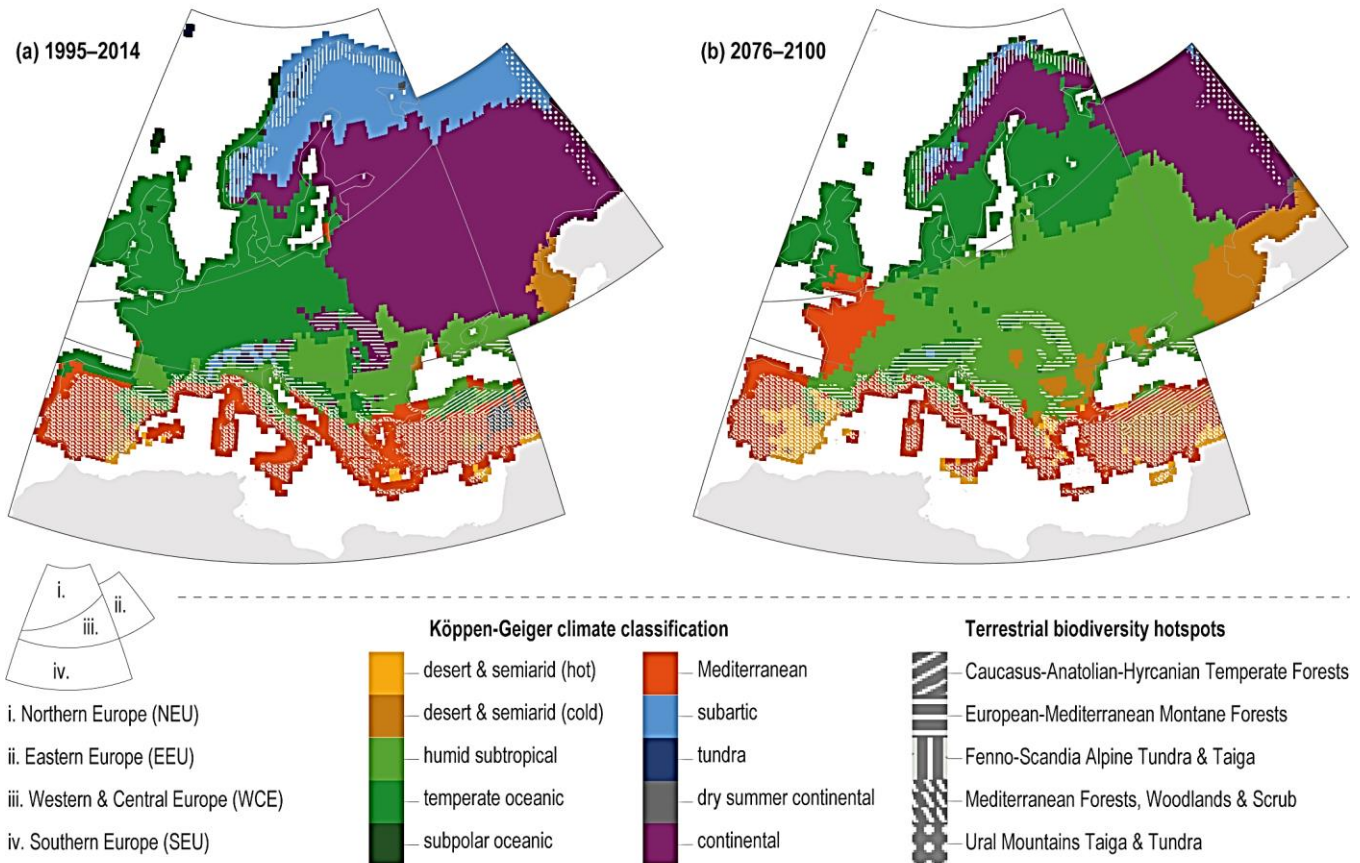 (a) 1995–2014
(b) 2076–2100
i.
ii.
iii.
iv.
i. Northern Europe (NEU)
ii. Eastern Europe (EEU)
iii. Western & Central Europe (WCE)
iv. Southern Europe (SEU)
Köppen-Geiger climate classification
desert & semiarid (hot)
desert & semiarid (cold)
humid subtropical
temperate oceanic
subpolar oceanic
Mediterranean
subartic
tundra
dry summer continental
continental
Terrestrial biodiversity hotspots
Caucasus-Anatolian-Hyrcanian Temperate Forests
European-Mediterranean Montane Forests
Fenno-Scandia Alpine Tundra & Taiga
Mediterranean Forests, Woodlands & Scrub
Ural Mountains Taiga & Tundra